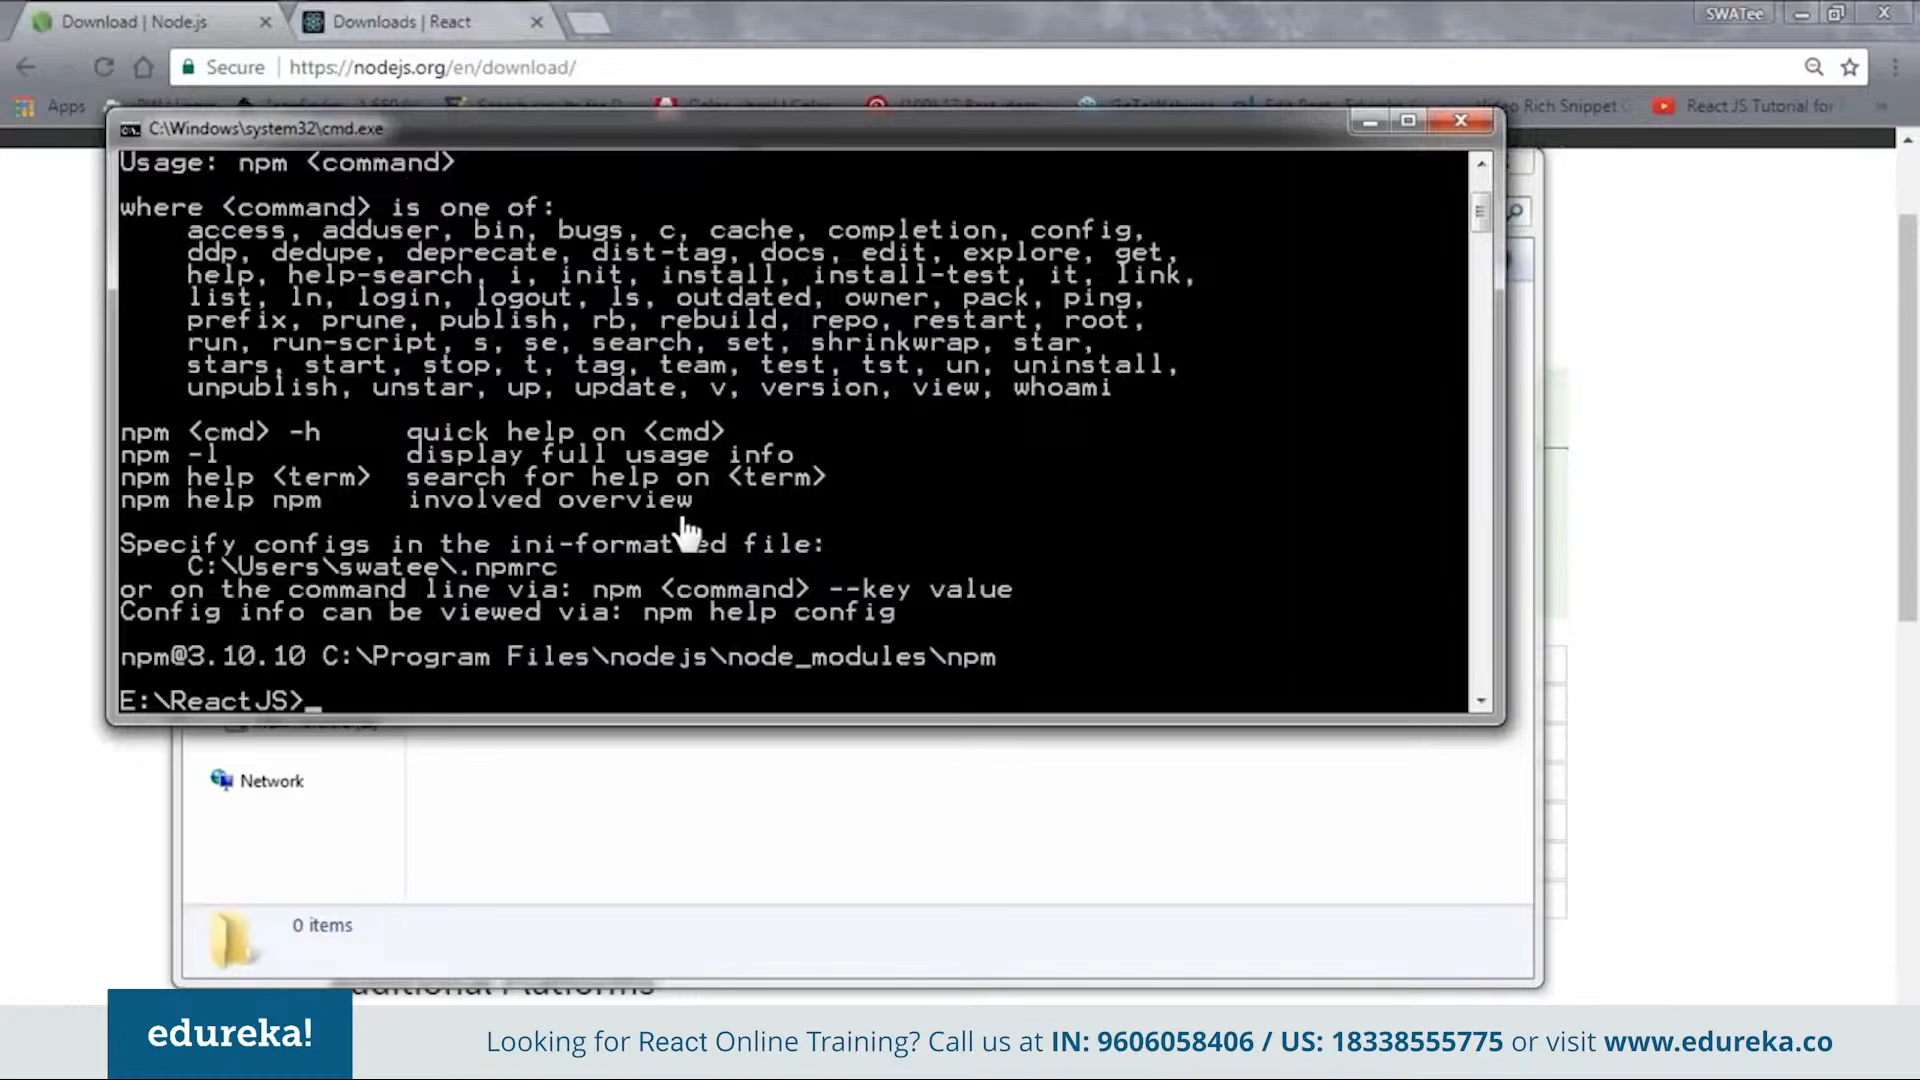 Download | Node.js
Downloads | React
SWATee
Secure
https://nodejs.org/en/download/
Apps
Video Rich Snippet
React JS Tutorial for
C:\Windows\system32\cmd.exe
Usage: npm <command>
where <command> is one of:
access, adduser, bin, bugs, c, cache, completion, config,
ddp, dedupe, deprecate, dist-tag, docs, edit, explore, get,
help, help-search, i, init, install, install-test, it, link,
list, ln, login, logout, ls, outdated, owner, pack, ping,
prefix, prune, publish, rb, rebuild, repo, restart, root,
run, run-script, s, se, search, set, shrinkwrap, star,
stars, start, stop, t, tag, team, test, tst, un, uninstall,
unpublish, unstar, up, update, v, version, view, whoami
npm <cmd> -h quick help on <cmd>
npm -l display full usage info
npm help <term> search for help on <term>
npm help npm involved overview
Specify configs in the ini-formatted file:
C:\Users\swatee\.npmrc
or on the command line via: npm <command> --key value
Config info can be viewed via: npm help config
npm@3.10.10 C:\Program Files\nodejs\node_modules\npm
E:\ReactJS>_
Network
0 items
edureka!
Looking for React Online Training? Call us at IN: 9606058406 / US: 18338555775 or visit www.edureka.co